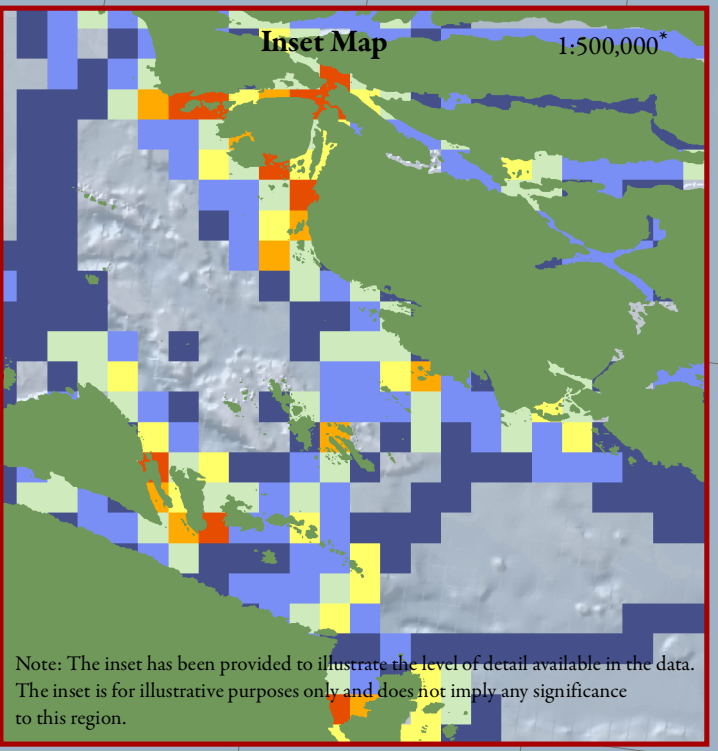 Inset Map
1:500,000*
Note: The inset has been provided to illustrate the level of detail available in the data.
The inset is for illustrative purposes only and does not imply any significance
to this region.